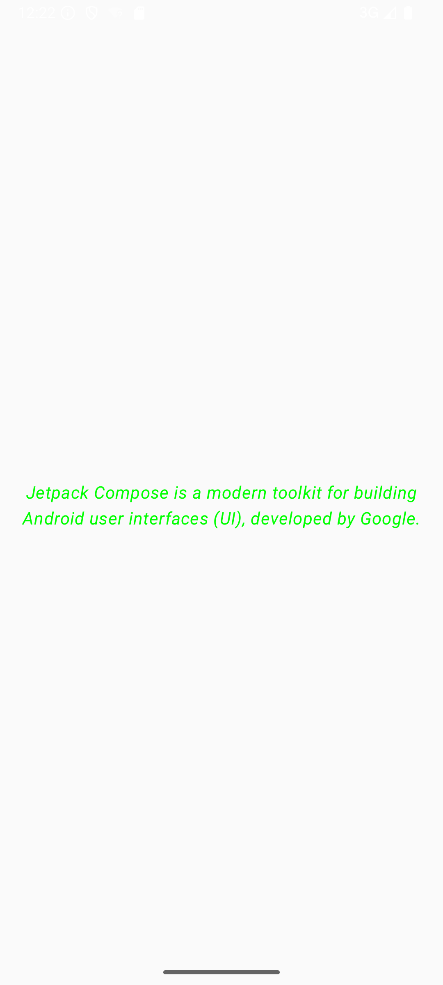 Jetpack Compose is a modern toolkit for building
Android user interfaces (UI), developed by Google.